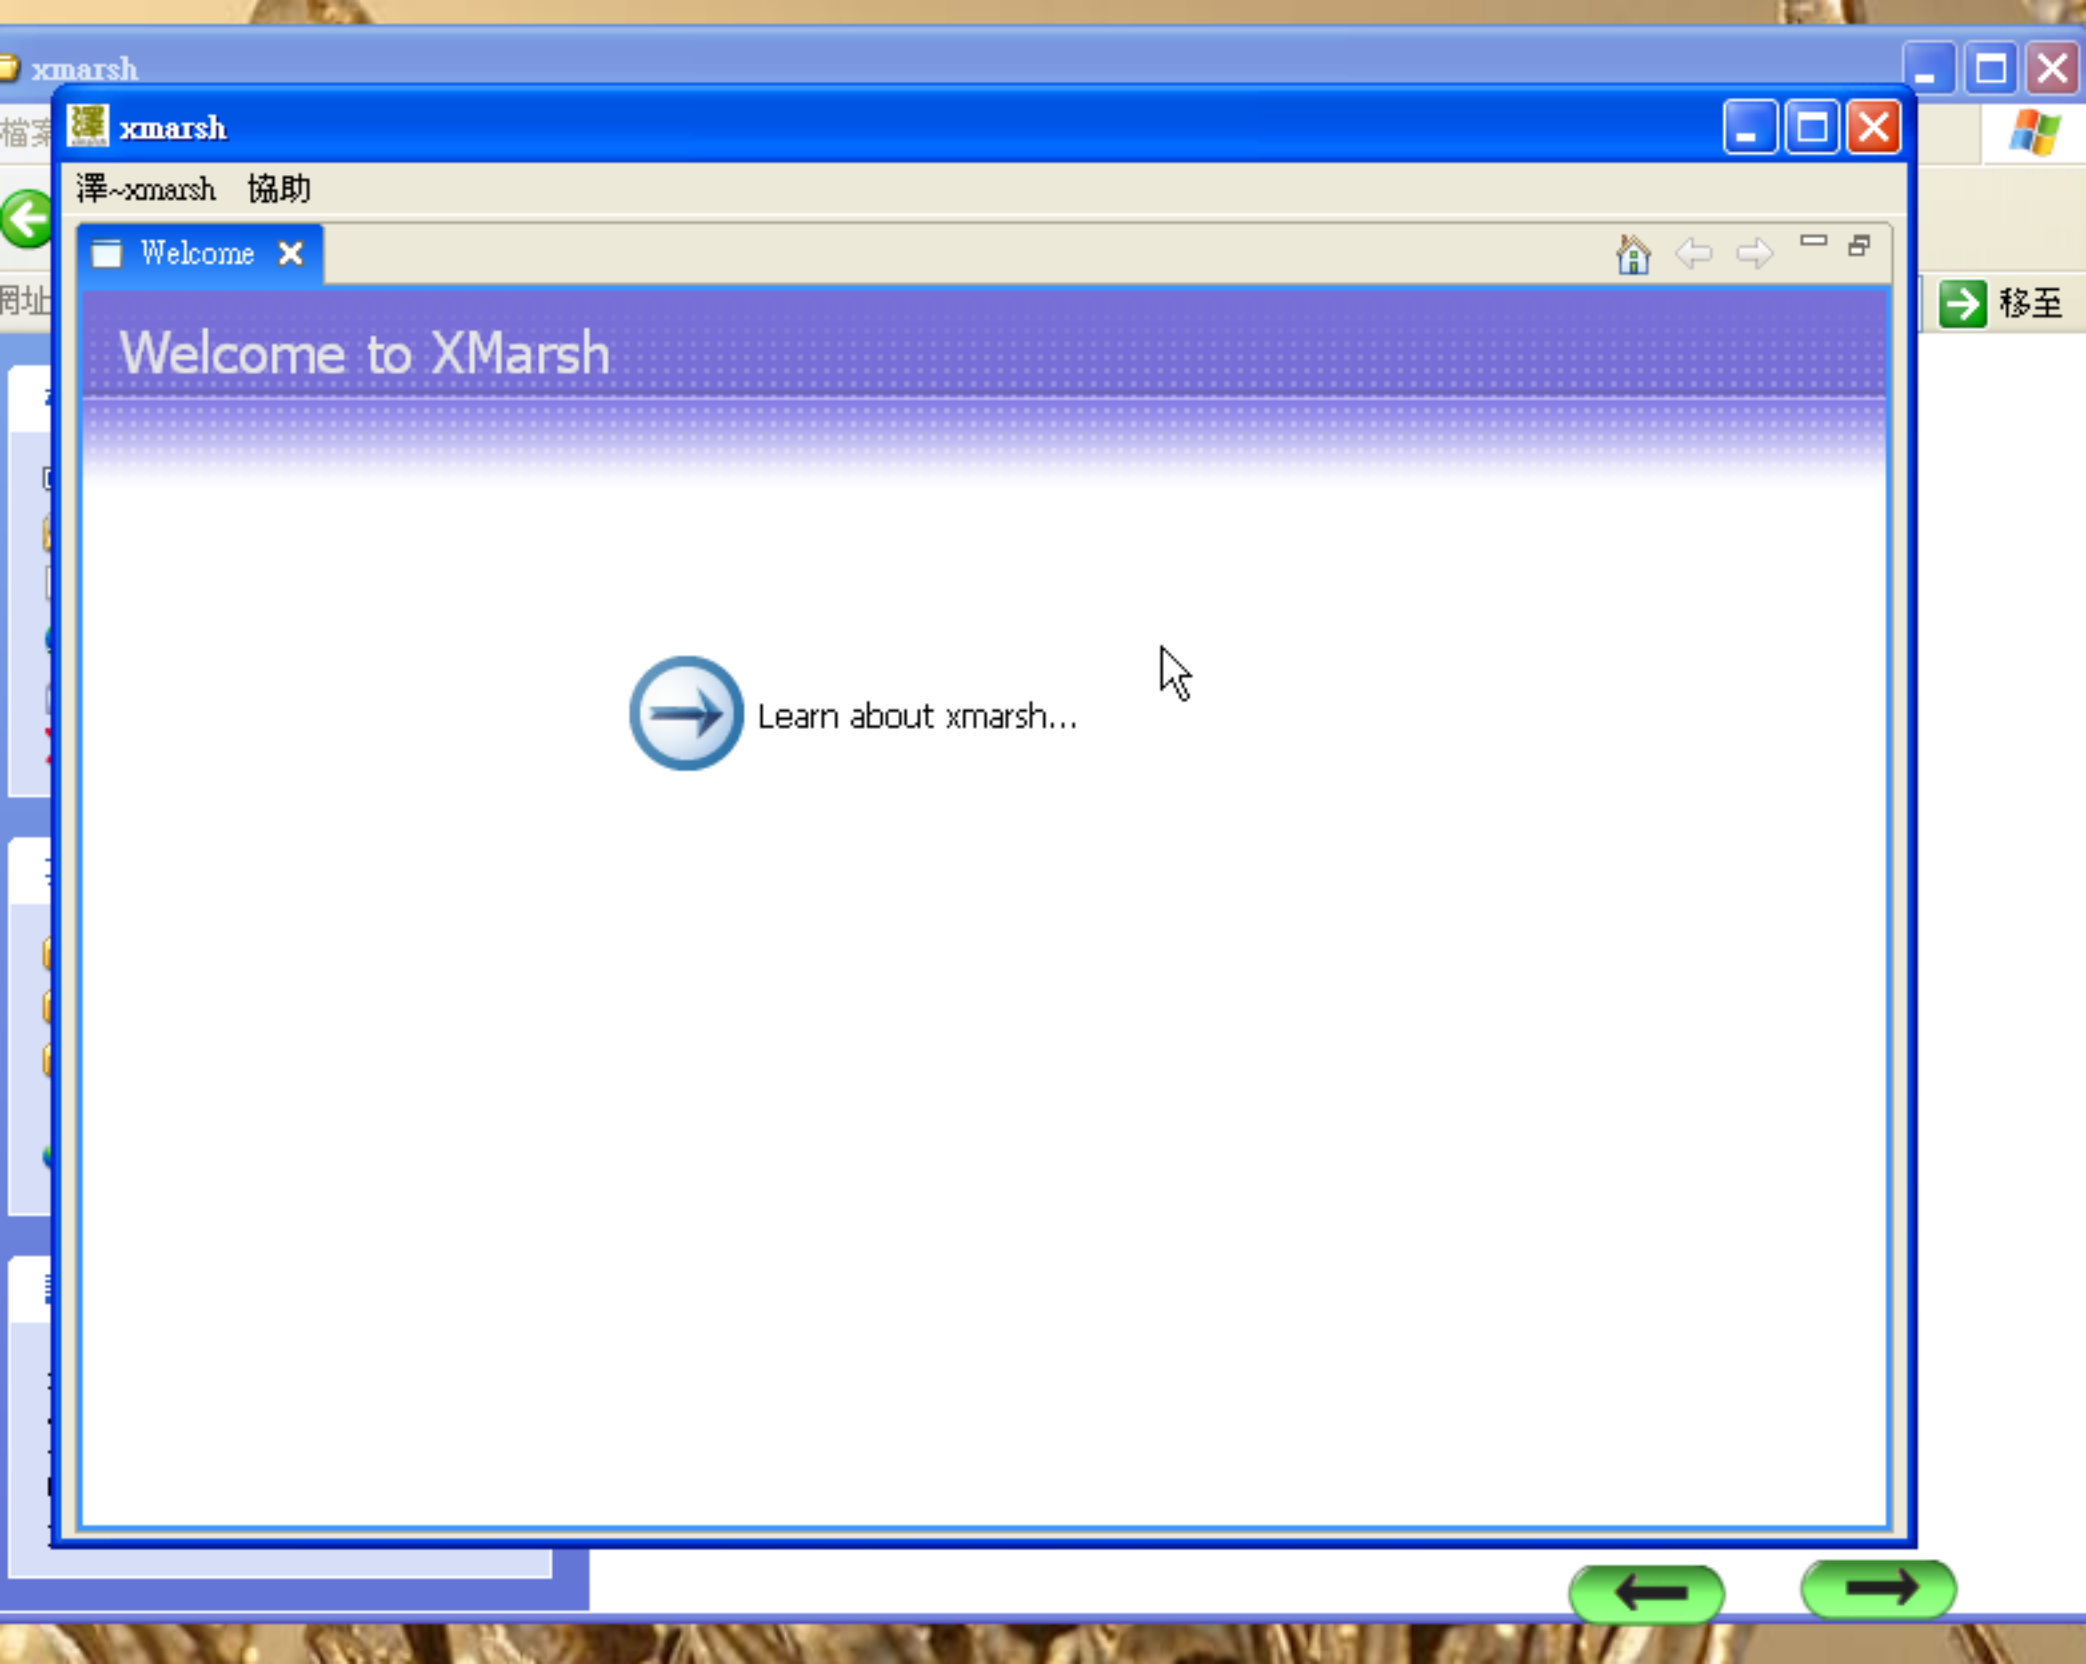 xmarsh
xmarsh
澤~xmarsh 協助
Welcome
移至
Welcome to XMarsh
Learn about xmarsh...